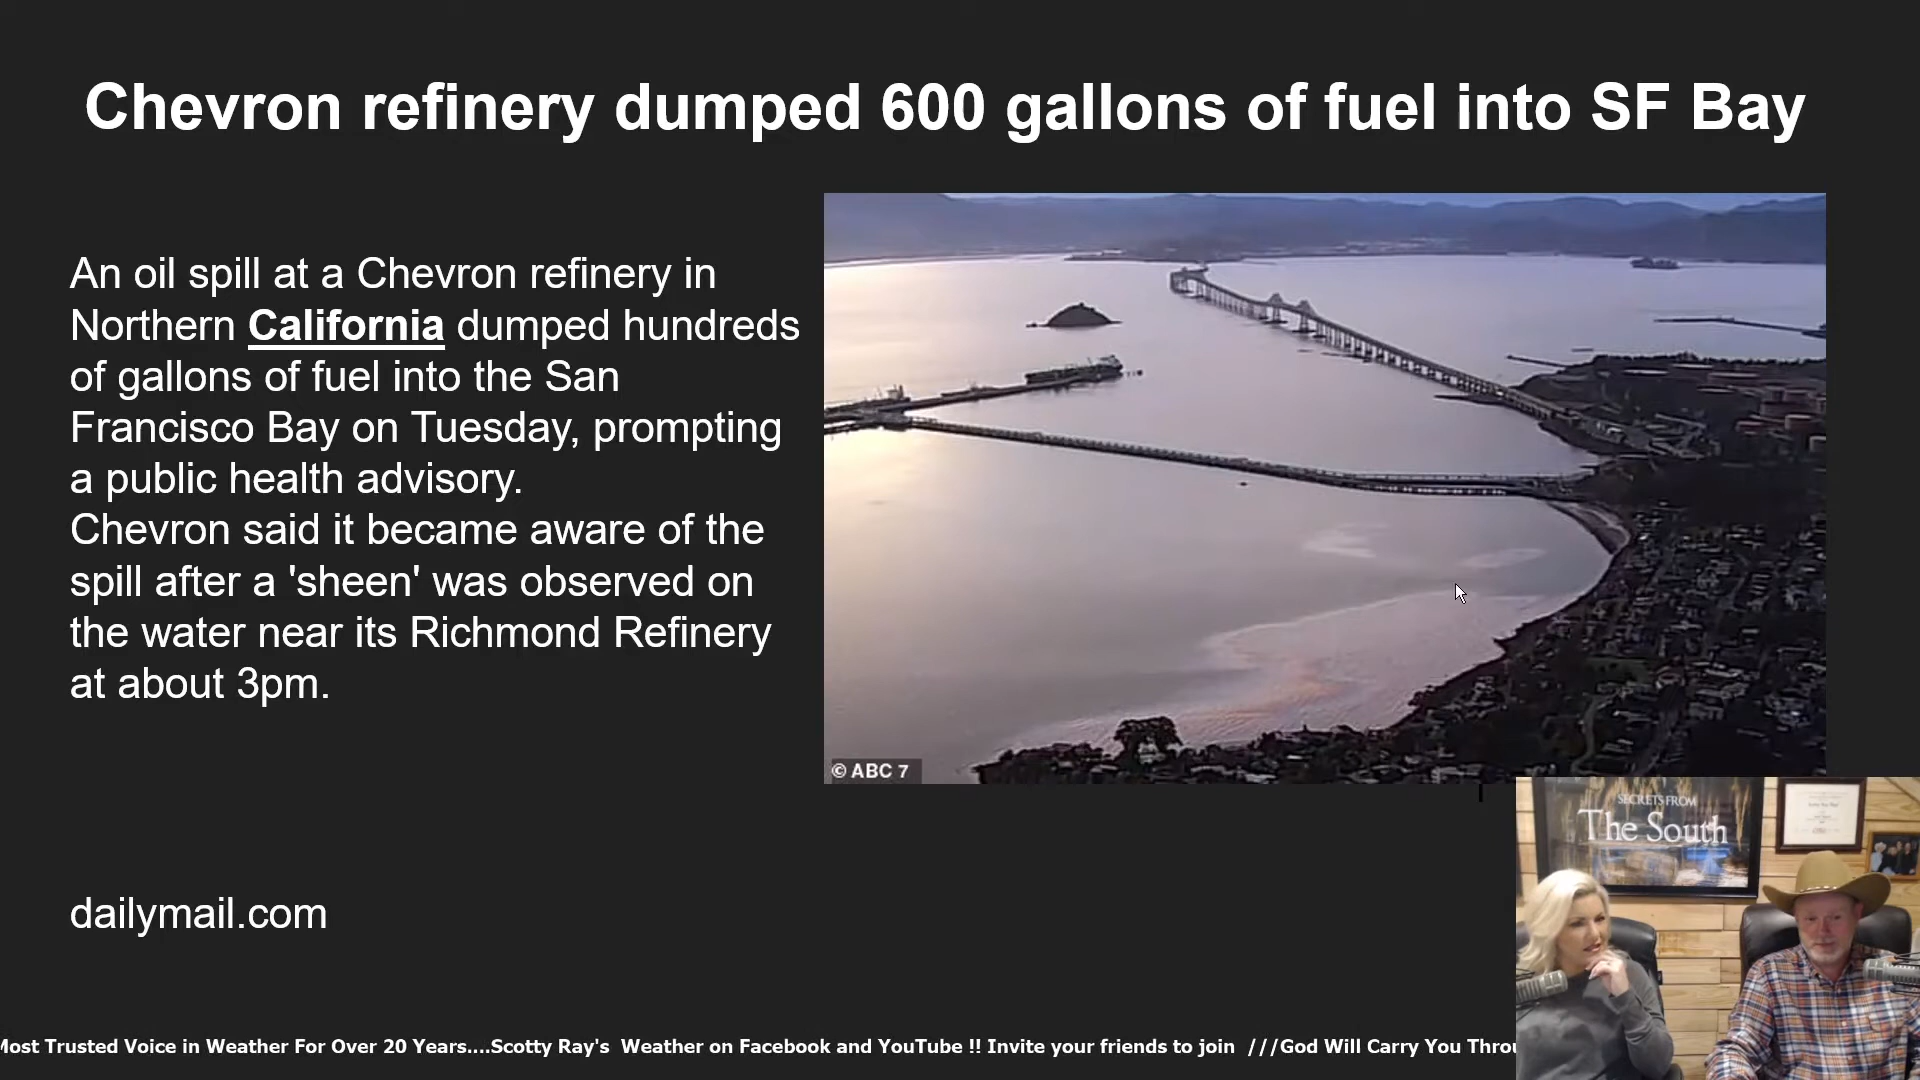 Chevron refinery dumped 600 gallons of fuel into SF Bay
An oil spill at a Chevron refinery in
Northern California dumped hundreds
of gallons of fuel into the San
Francisco Bay on Tuesday, prompting
a public health advisory.
Chevron said it became aware of the
spill after a 'sheen' was observed on
the water near its Richmond Refinery
at about 3pm.
© ABC 7
SECRETS FROM
The South
dailymail.com
Most Trusted Voice in Weather For Over 20 Years....Scotty Ray's Weather on Facebook and YouTube !! Invite your friends to join ///God Will Carry You